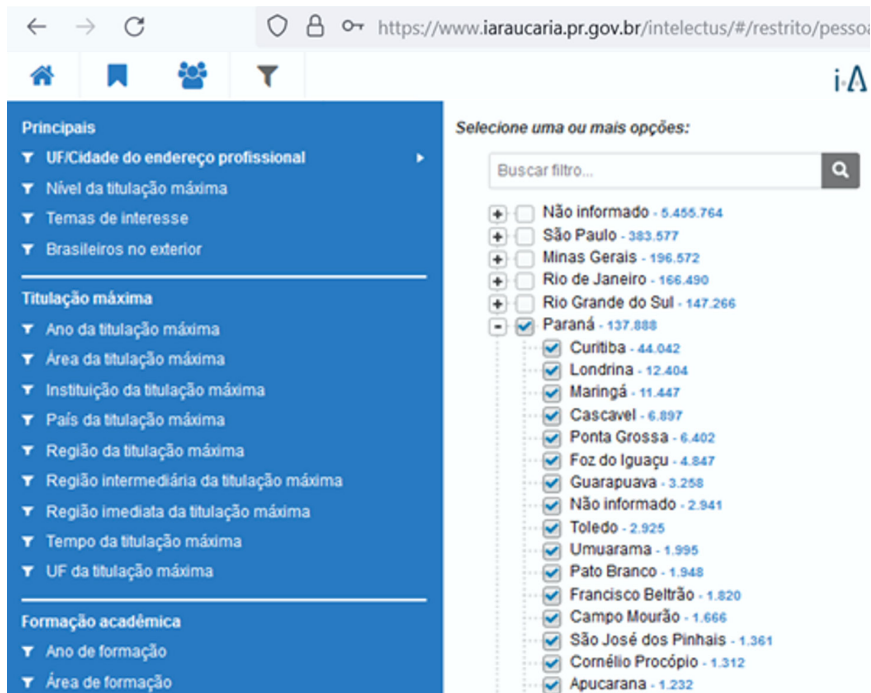 https://www.iaraucaria.pr.gov.br/intelectus/#/restrito/pessoa
i·A
Principais
UF/Cidade do endereço profissional
Nível da titulação máxima
Temas de interesse
Brasileiros no exterior
Titulação máxima
Ano da titulação máxima
Área da titulação máxima
Instituição da titulação máxima
País da titulação máxima
Região da titulação máxima
Região intermediária da titulação máxima
Região imediata da titulação máxima
Tempo da titulação máxima
UF da titulação máxima
Formação acadêmica
Ano de formação
Área de formação
Selecione uma ou mais opções:
Buscar filtro...
Não informado - 5.455.764
São Paulo - 383.577
Minas Gerais - 196.572
Rio de Janeiro - 166.490
Rio Grande do Sul - 147.266
Paraná - 137.888
Curitiba - 44.042
Londrina - 12.404
Maringá - 11.447
Cascavel - 6.897
Ponta Grossa - 6.402
Foz do Iguaçu - 4.847
Guarapuava - 3.258
Não informado - 2.941
Toledo - 2.925
Umuarama - 1.995
Pato Branco - 1.948
Francisco Beltrão - 1.820
Campo Mourão - 1.666
São José dos Pinhais - 1.361
Cornélio Procópio - 1.312
Apucarana - 1.232